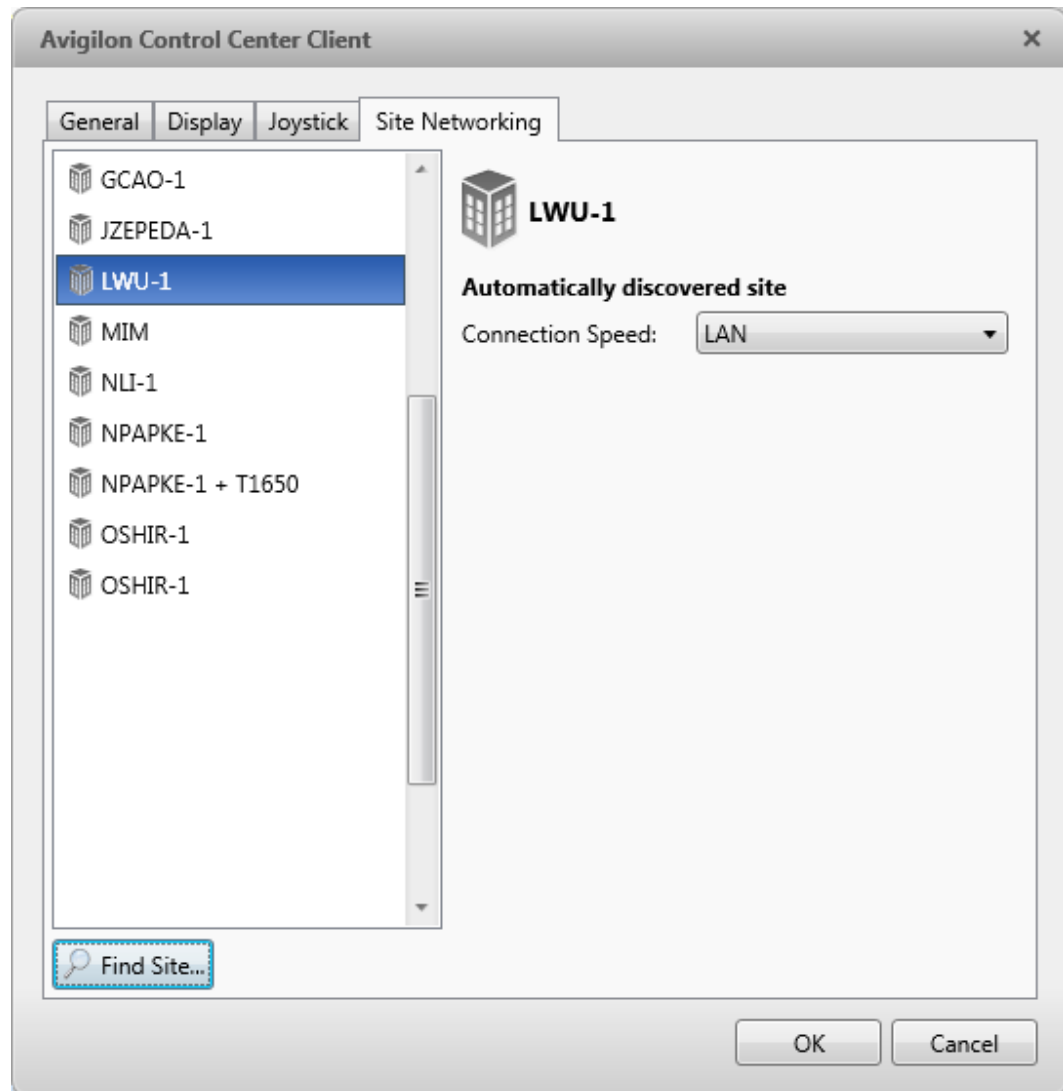 Avigilon Control Center Client
General Display Joystick Site Networking
GCAO-1
JZEPEDA-1
LWU-1
MIM
NLI-1
NPAPKE-1
NPAPKE-1 + T1650
OSHIR-1
OSHIR-1
LWU-1
Automatically discovered site
Connection Speed: LAN
Find Site...
OK Cancel